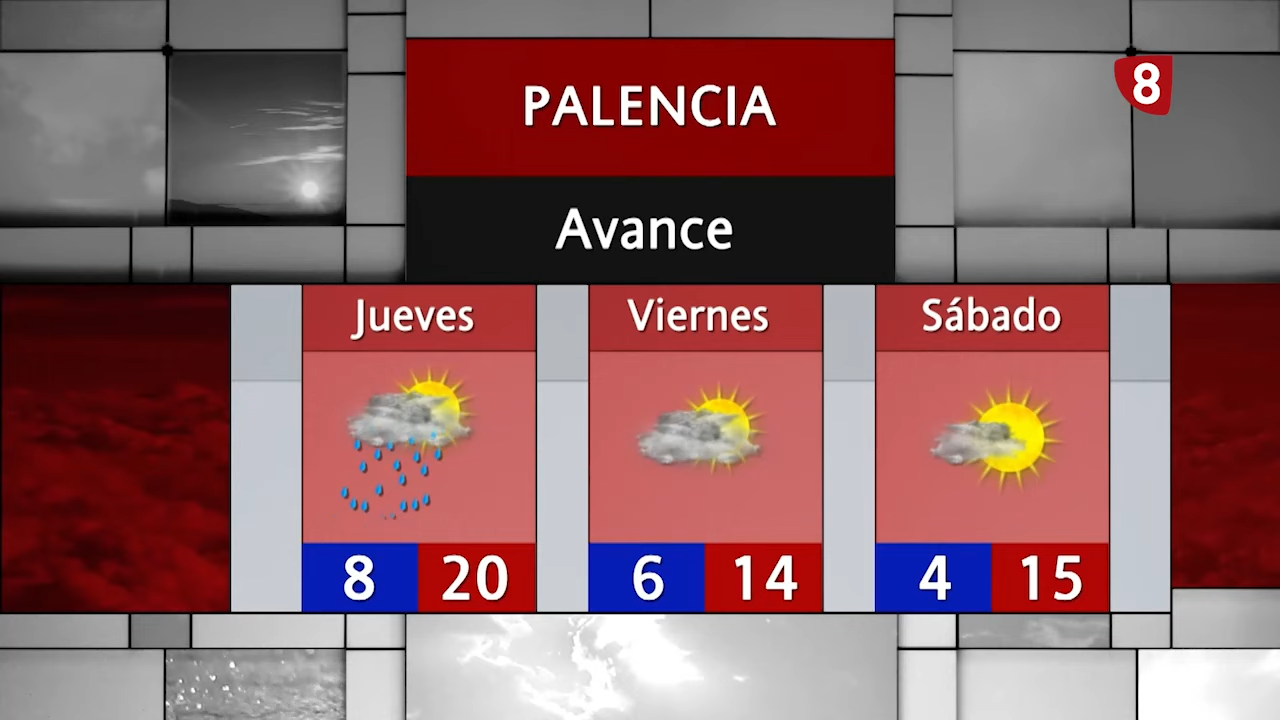 PALENCIA
8
Avance
Jueves
Viernes
Sábado
8 20
6 14
4 15